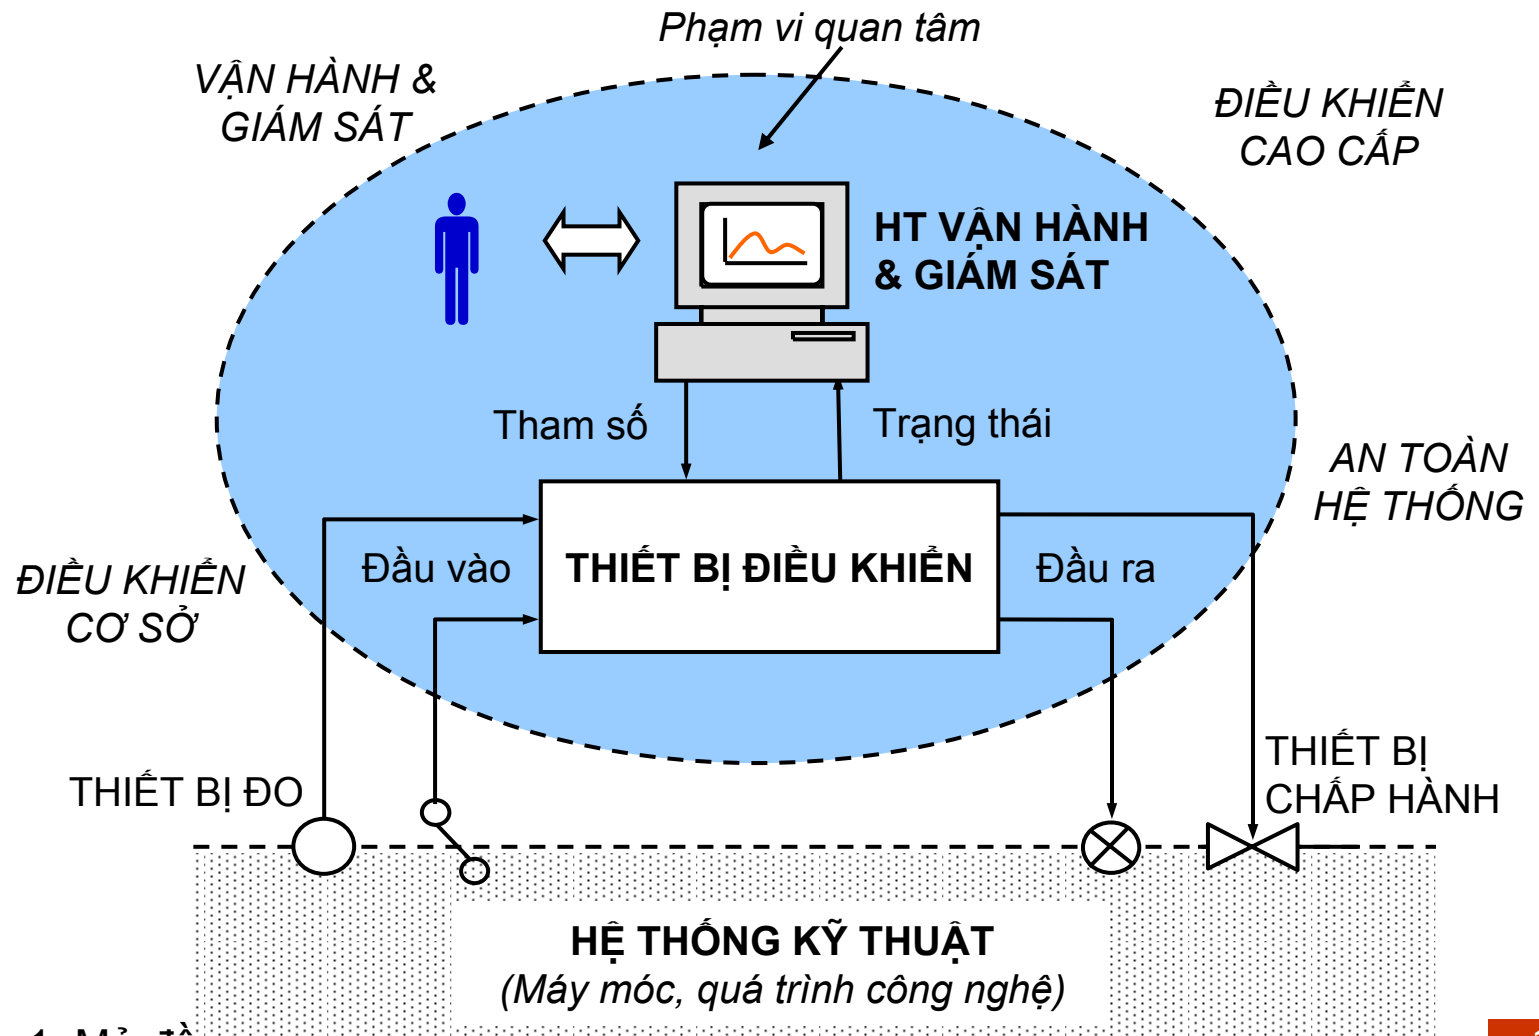 Phạm vi quan tâm
VẬN HÀNH &
GIÁM SÁT
ĐIỀU KHIỂN
CAO CẤP
HT VẬN HÀNH
& GIÁM SÁT
Tham số
Trạng thái
AN TOÀN
HỆ THỐNG
Đầu vào
THIẾT BỊ ĐIỀU KHIỂN
Đầu ra
ĐIỀU KHIỂN
CƠ SỞ
THIẾT BỊ ĐO
THIẾT BỊ
CHẤP HÀNH
HỆ THỐNG KỸ THUẬT
(Máy móc, quá trình công nghệ)